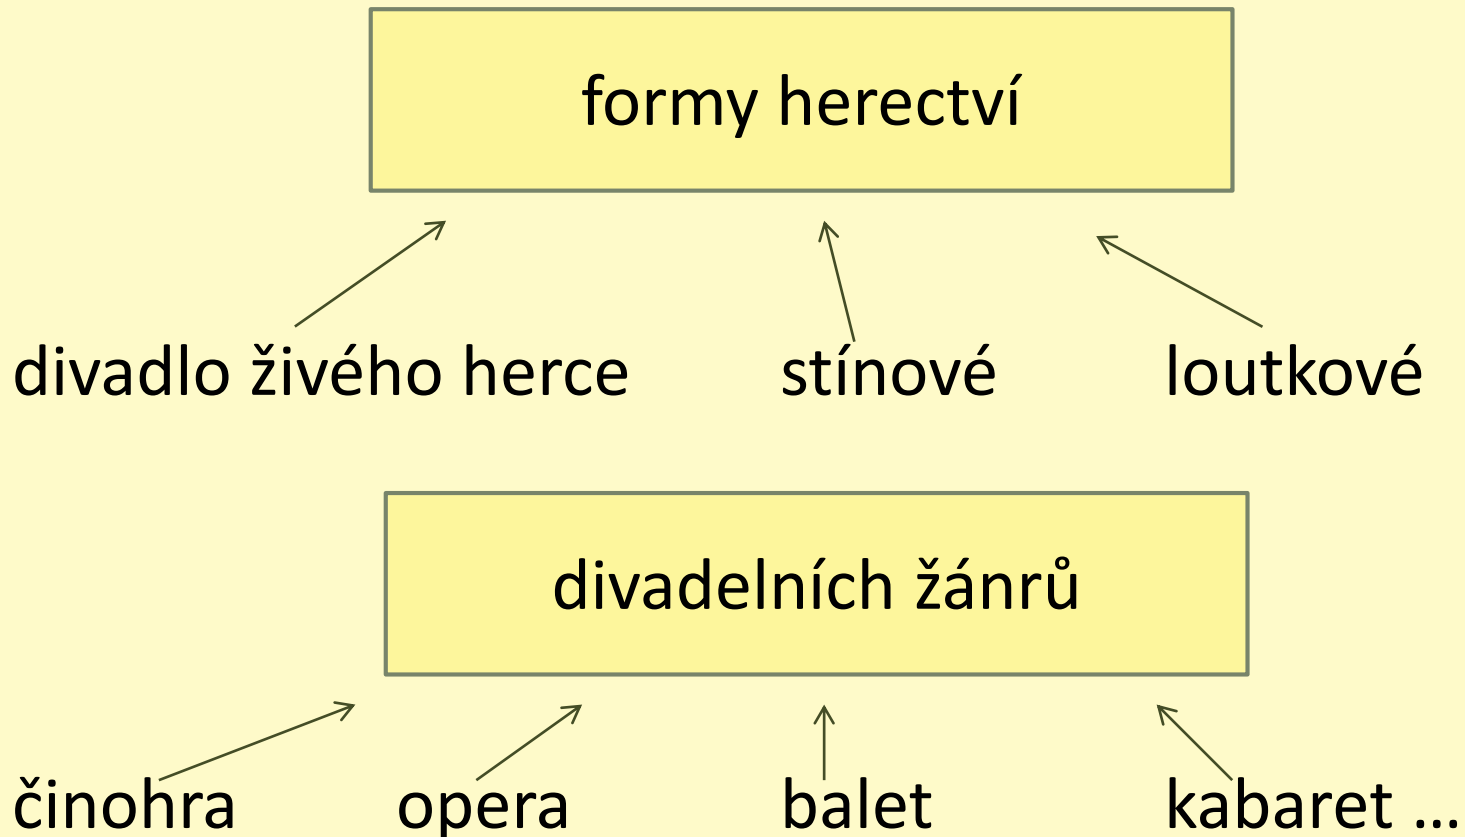 formy herectví
divadlo živého herce stínové loutkové
divadelních žánrů
činohra opera balet kabaret ...